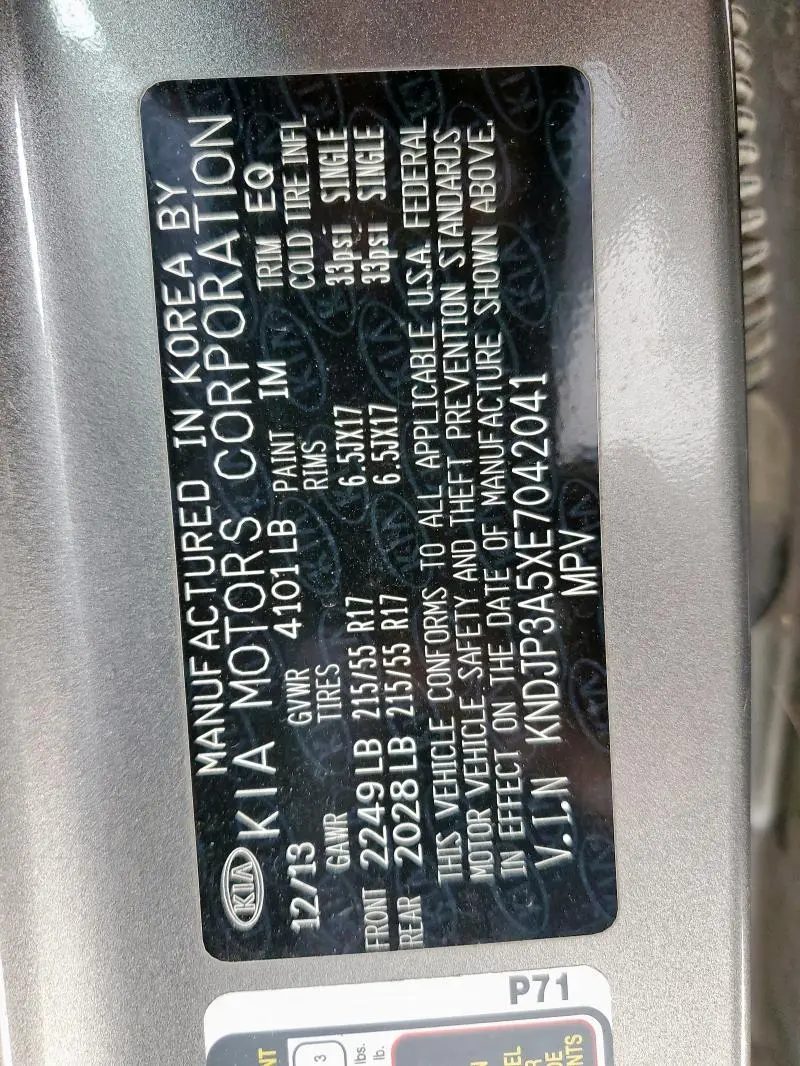 MANUFACTURED IN KOREA BY
KIA KIA MOTORS CORPORATION
12/13 GVWR 4101 LB PAINT IM TRIM EQ
GAWR TIRES RIMS COLD TIRE INFL
FRONT 2249 LB 215/55 R17 6.5JX17 33psi SINGLE
REAR 2028 LB 215/55 R17 6.5JX17 33psi SINGLE
THIS VEHICLE CONFORMS TO ALL APPLICABLE U.S.A. FEDERAL
MOTOR VEHICLE SAFETY AND THEFT PREVENTION STANDARDS
IN EFFECT ON THE DATE OF MANUFACTURE SHOWN ABOVE.
V.I.N KNDJP3A5XE7042041
MPV
P71
3
lbs.
lb.